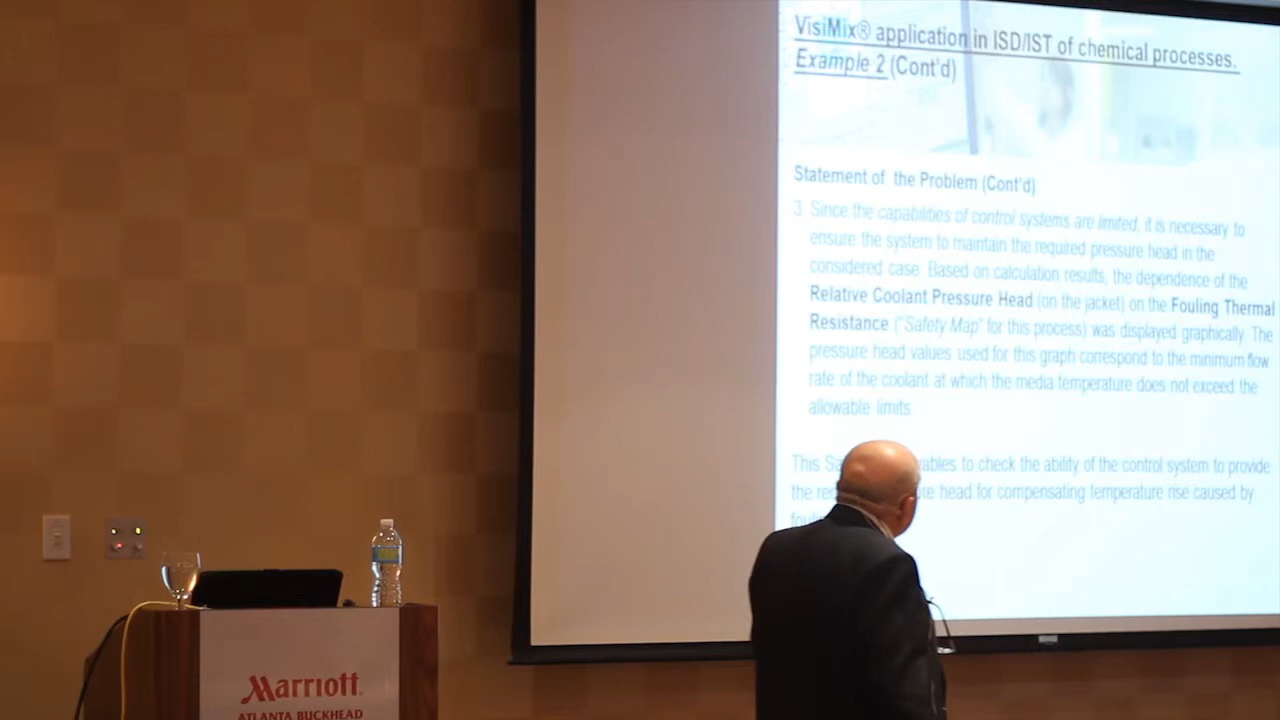 VisiMix® application in ISD/IST of chemical processes.
Example 2 (Cont'd)
Statement of the Problem (Cont'd)
3. Since the capabilities of control systems are limited, it is necessary to
ensure the system to maintain the required pressure head in the
considered case. Based on calculation results, the dependence of the
Relative Coolant Pressure Head (on the jacket) on the Fouling Thermal
Resistance ("Safety Map" for this process) was displayed graphically. The
pressure head values used for this graph correspond to the minimum flow
rate of the coolant at which the media temperature does not exceed the
allowable limits
This ables to check the ability of the control system to provide
the head for compensating temperature rise caused by
Marriott
ATLANTA BUCKHEAD